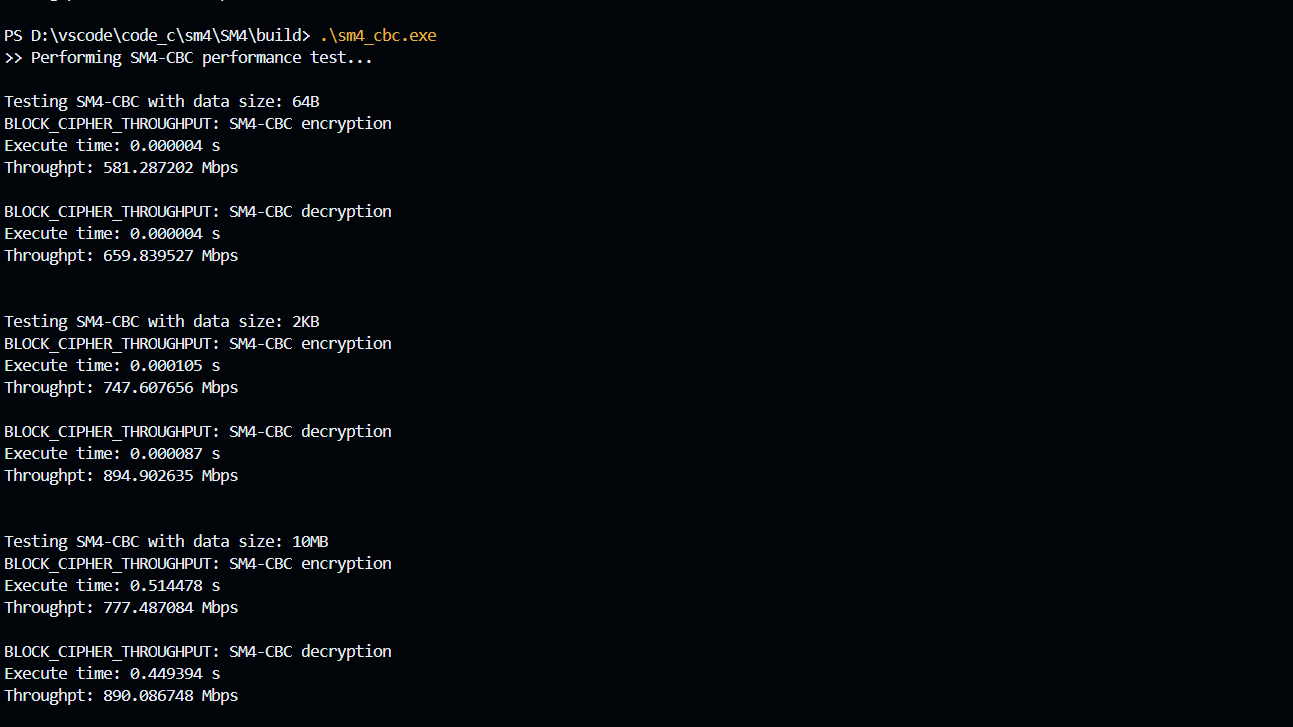 PS D:\vscode\code_c\sm4\SM4\build> .\sm4_cbc.exe
>> Performing SM4-CBC performance test...
Testing SM4-CBC with data size: 64B
BLOCK_CIPHER_THROUGHPUT: SM4-CBC encryption
Execute time: 0.000004 s
Throughpt: 581.287202 Mbps
BLOCK_CIPHER_THROUGHPUT: SM4-CBC decryption
Execute time: 0.000004 s
Throughpt: 659.839527 Mbps
Testing SM4-CBC with data size: 2KB
BLOCK_CIPHER_THROUGHPUT: SM4-CBC encryption
Execute time: 0.000105 s
Throughpt: 747.607656 Mbps
BLOCK_CIPHER_THROUGHPUT: SM4-CBC decryption
Execute time: 0.000087 s
Throughpt: 894.902635 Mbps
Testing SM4-CBC with data size: 10MB
BLOCK_CIPHER_THROUGHPUT: SM4-CBC encryption
Execute time: 0.514478 s
Throughpt: 777.487084 Mbps
BLOCK_CIPHER_THROUGHPUT: SM4-CBC decryption
Execute time: 0.449394 s
Throughpt: 890.086748 Mbps